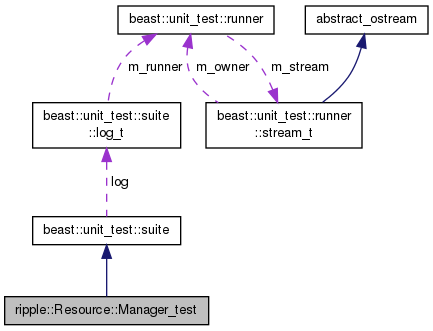 beast::unit_test::runner
abstract_ostream
m_runner
m_owner
m_stream
beast::unit_test::suite
::log_t
beast::unit_test::runner
::stream_t
log
beast::unit_test::suite
ripple::Resource::Manager_test